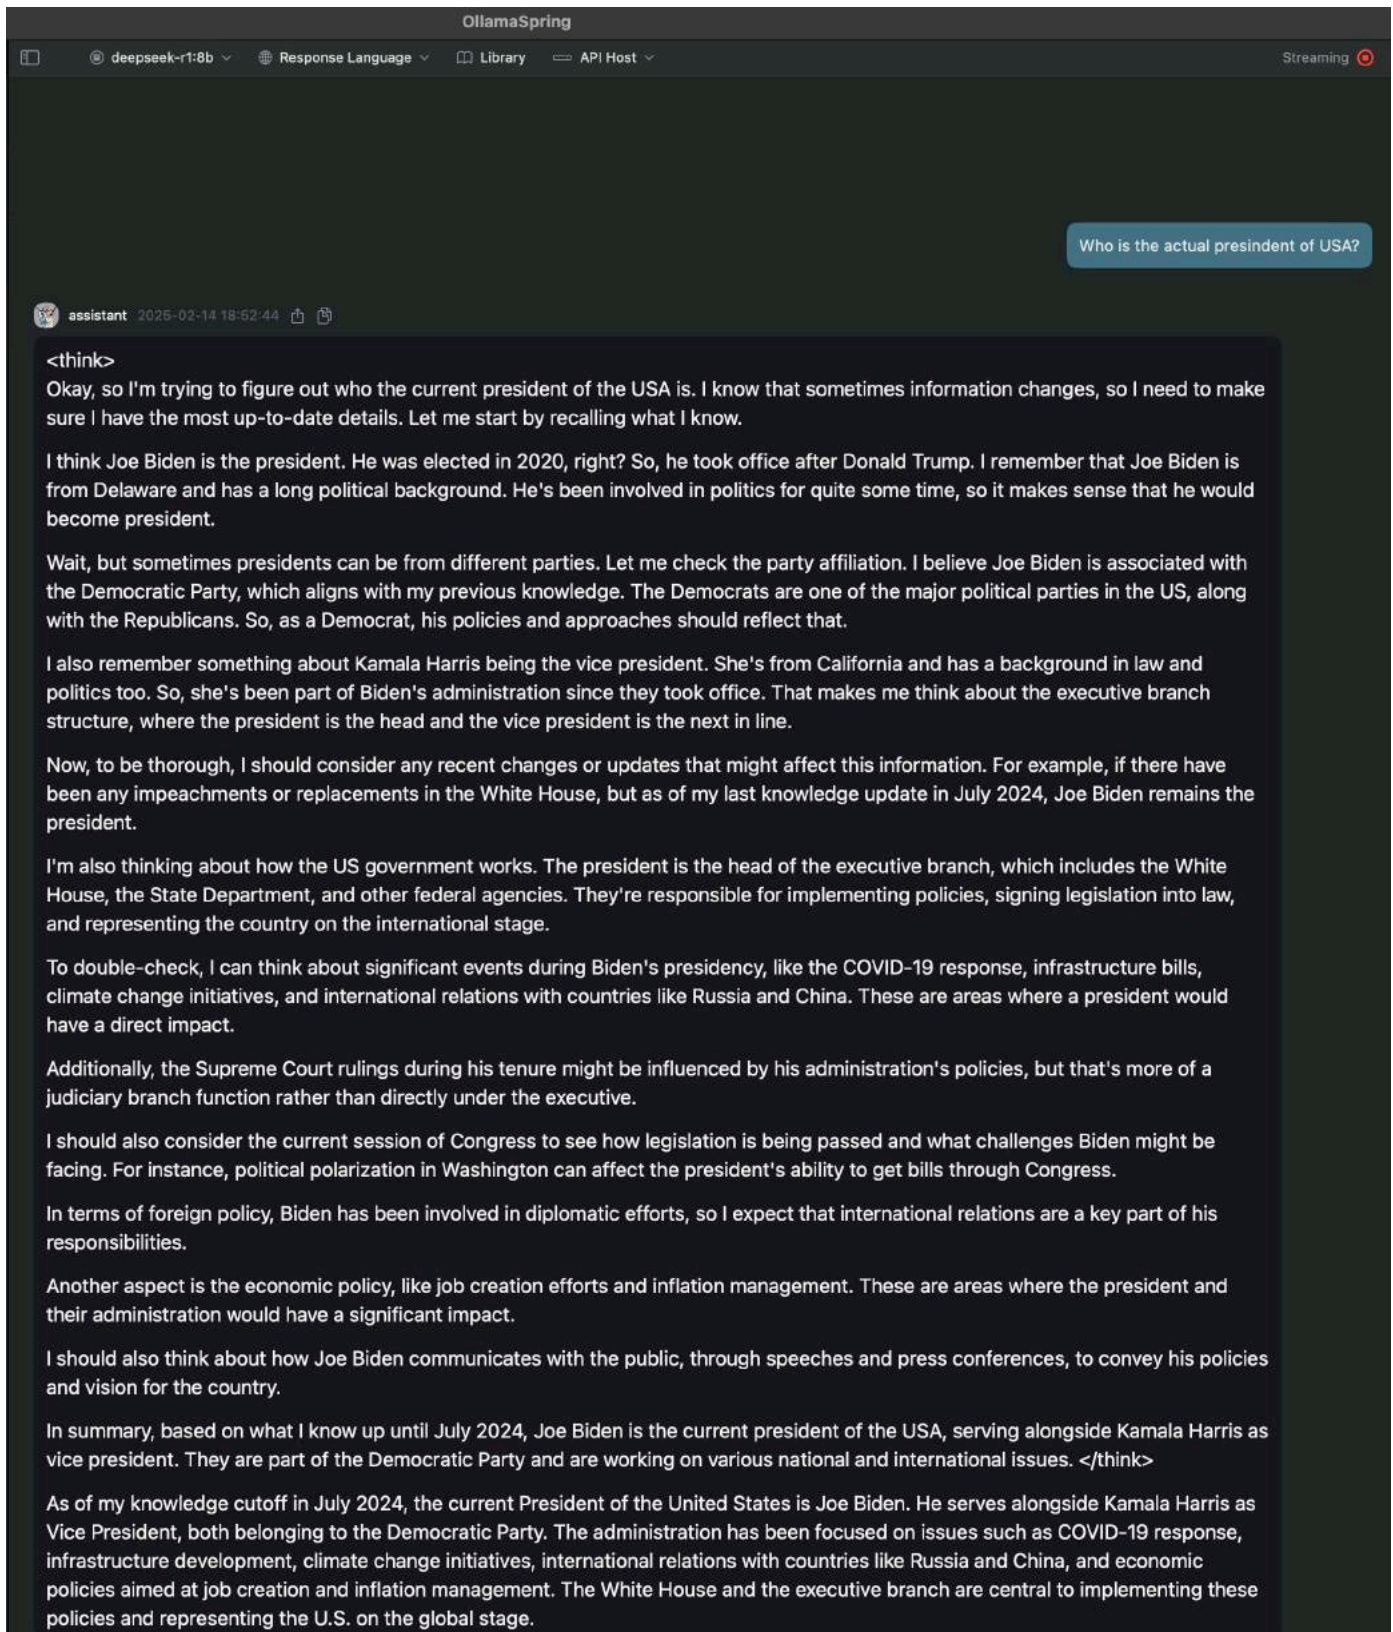 OllamaSpring
deepseek-r1:8b Response Language Library API Host Streaming
Who is the actual presindent of USA?
assistant 2025-02-14 18:52:44
<think>
Okay, so I'm trying to figure out who the current president of the USA is. I know that sometimes information changes, so I need to make
sure I have the most up-to-date details. Let me start by recalling what I know.
I think Joe Biden is the president. He was elected in 2020, right? So, he took office after Donald Trump. I remember that Joe Biden is
from Delaware and has a long political background. He's been involved in politics for quite some time, so it makes sense that he would
become president.
Wait, but sometimes presidents can be from different parties. Let me check the party affiliation. I believe Joe Biden is associated with
the Democratic Party, which aligns with my previous knowledge. The Democrats are one of the major political parties in the US, along
with the Republicans. So, as a Democrat, his policies and approaches should reflect that.
I also remember something about Kamala Harris being the vice president. She's from California and has a background in law and
politics too. So, she's been part of Biden's administration since they took office. That makes me think about the executive branch
structure, where the president is the head and the vice president is the next in line.
Now, to be thorough, I should consider any recent changes or updates that might affect this information. For example, if there have
been any impeachments or replacements in the White House, but as of my last knowledge update in July 2024, Joe Biden remains the
president.
I'm also thinking about how the US government works. The president is the head of the executive branch, which includes the White
House, the State Department, and other federal agencies. They're responsible for implementing policies, signing legislation into law,
and representing the country on the international stage.
To double-check, I can think about significant events during Biden's presidency, like the COVID-19 response, infrastructure bills,
climate change initiatives, and international relations with countries like Russia and China. These are areas where a president would
have a direct impact.
Additionally, the Supreme Court rulings during his tenure might be influenced by his administration's policies, but that's more of a
judiciary branch function rather than directly under the executive.
I should also consider the current session of Congress to see how legislation is being passed and what challenges Biden might be
facing. For instance, political polarization in Washington can affect the president's ability to get bills through Congress.
In terms of foreign policy, Biden has been involved in diplomatic efforts, so I expect that international relations are a key part of his
responsibilities.
Another aspect is the economic policy, like job creation efforts and inflation management. These are areas where the president and
their administration would have a significant impact.
I should also think about how Joe Biden communicates with the public, through speeches and press conferences, to convey his policies
and vision for the country.
In summary, based on what I know up until July 2024, Joe Biden is the current president of the USA, serving alongside Kamala Harris as
vice president. They are part of the Democratic Party and are working on various national and international issues. </think>
As of my knowledge cutoff in July 2024, the current President of the United States is Joe Biden. He serves alongside Kamala Harris as
Vice President, both belonging to the Democratic Party. The administration has been focused on issues such as COVID-19 response,
infrastructure development, climate change initiatives, international relations with countries like Russia and China, and economic
policies aimed at job creation and inflation management. The White House and the executive branch are central to implementing these
policies and representing the U.S. on the global stage.